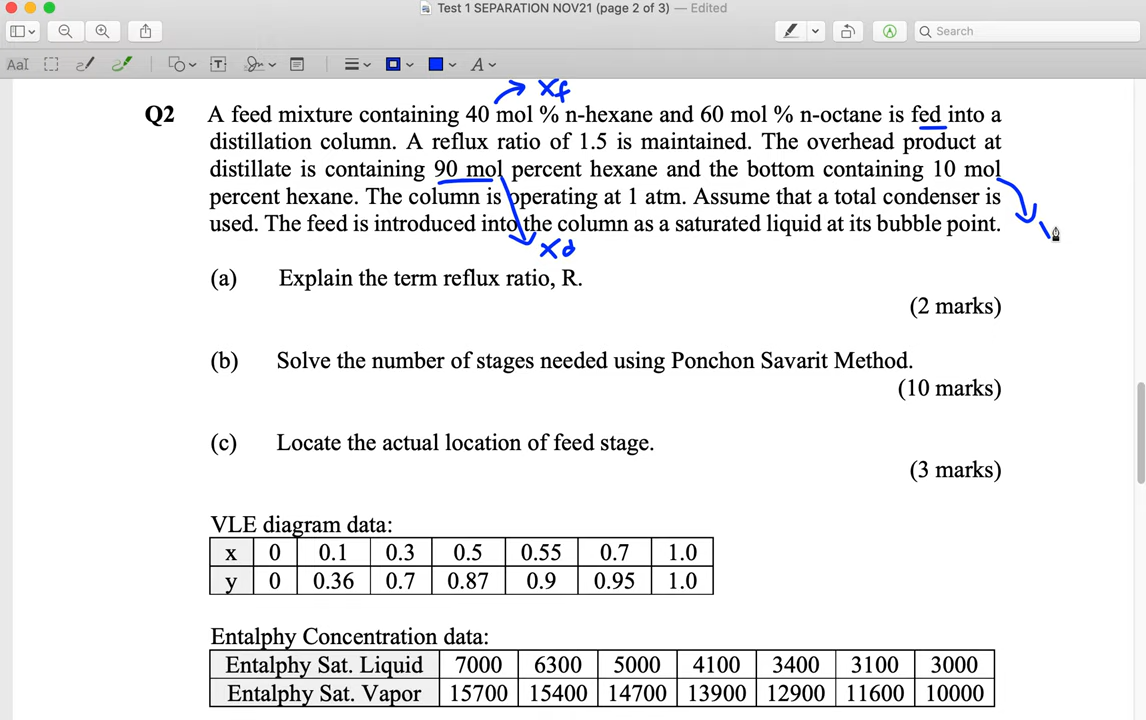 Test 1 SEPARATION NOV21 (page 2 of 3) — Edited
Search
AaI
T
A
xf
Q2 A feed mixture containing 40 mol % n-hexane and 60 mol % n-octane is fed into a
distillation column. A reflux ratio of 1.5 is maintained. The overhead product at
distillate is containing 90 mol percent hexane and the bottom containing 10 mol
percent hexane. The column is operating at 1 atm. Assume that a total condenser is
used. The feed is introduced into the column as a saturated liquid at its bubble point.
xd
(a) Explain the term reflux ratio, R.
(2 marks)
(b) Solve the number of stages needed using Ponchon Savarit Method.
(10 marks)
(c) Locate the actual location of feed stage.
(3 marks)
VLE diagram data:
x 0 0.1 0.3 0.5 0.55 0.7 1.0
y 0 0.36 0.7 0.87 0.9 0.95 1.0
Entalphy Concentration data:
Entalphy Sat. Liquid 7000 6300 5000 4100 3400 3100 3000
Entalphy Sat. Vapor 15700 15400 14700 13900 12900 11600 10000